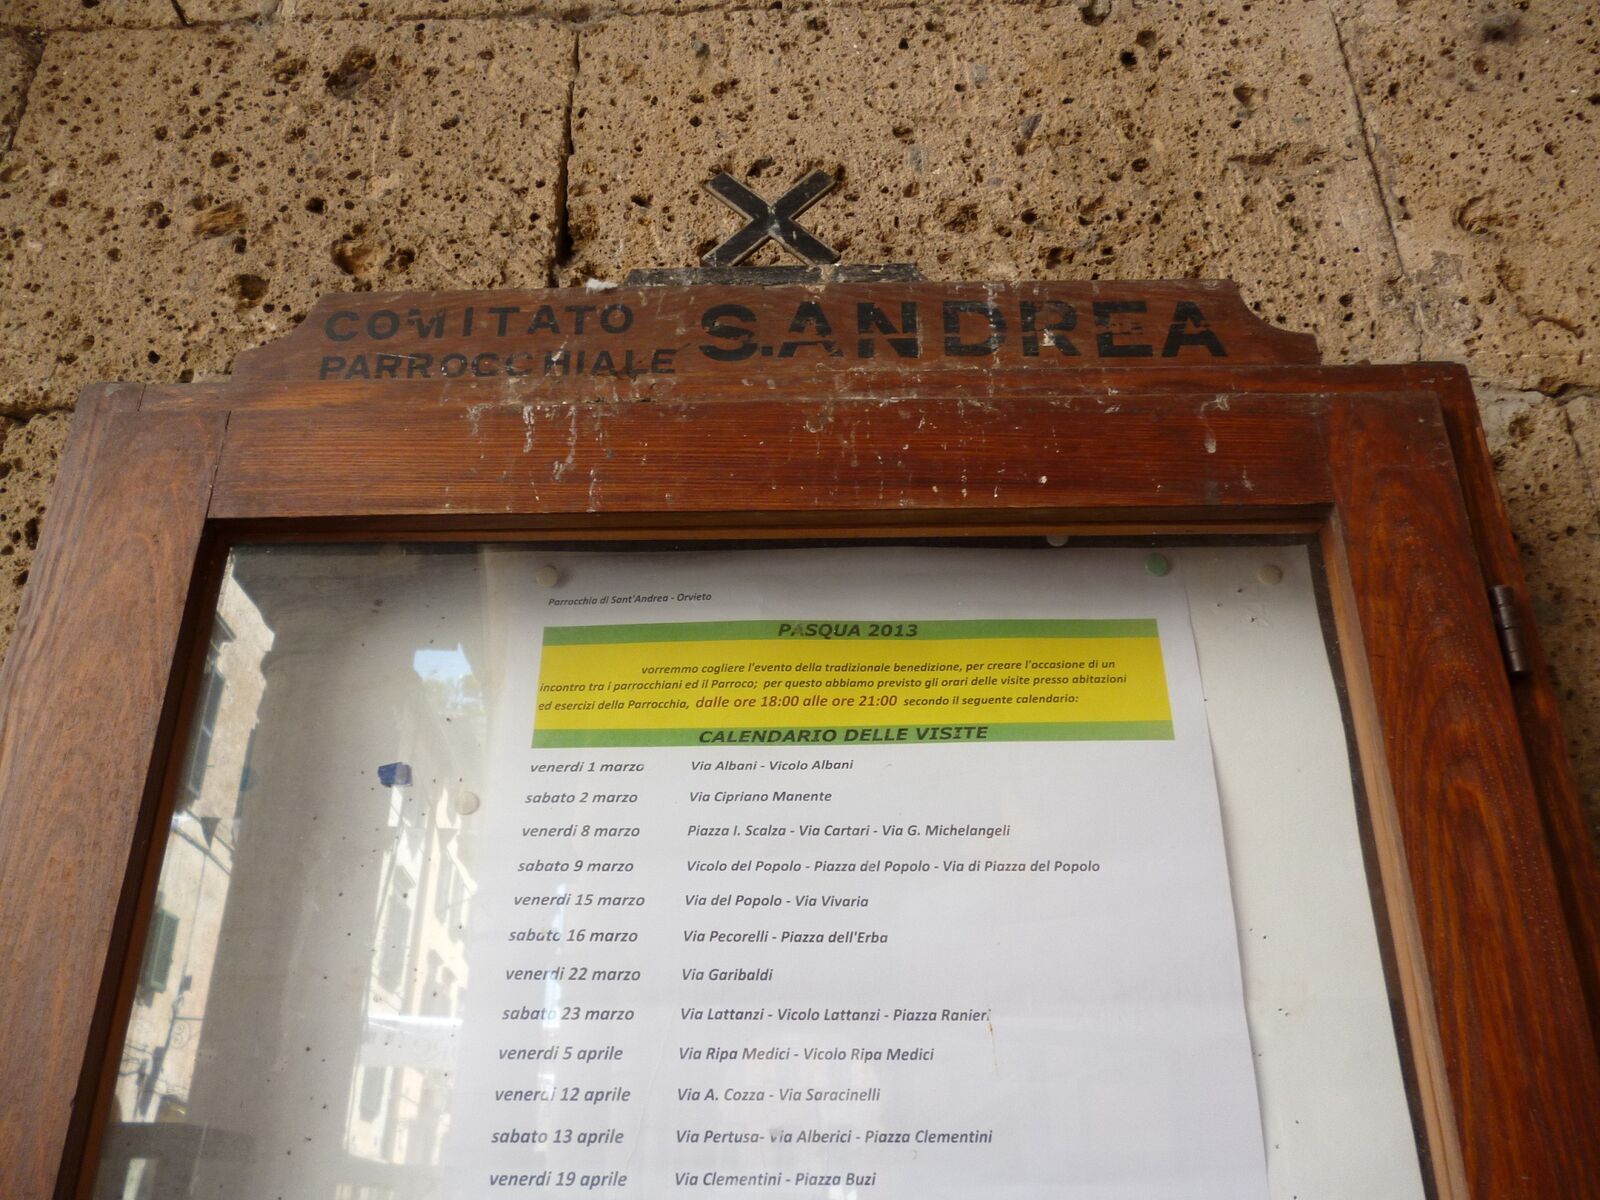 COMITATO
PARROCCHIALE S.ANDREA
Parrocchia di Sant'Andrea - Orvieto
PASQUA 2013
vorremmo cogliere l'evento della tradizionale benedizione, per creare l'occasione di un
incontro tra i parrocchiani ed il Parroco; per questo abbiamo previsto gli orari delle visite presso abitazioni
ed esercizi della Parrocchia, dalle ore 18:00 alle ore 21:00 secondo il seguente calendario:
CALENDARIO DELLE VISITE
venerdi 1 marzo Via Albani - Vicolo Albani
sabato 2 marzo Via Cipriano Manente
venerdi 8 marzo Piazza I. Scalza - Via Cartari - Via G. Michelangeli
sabato 9 marzo Vicolo del Popolo - Piazza del Popolo - Via di Piazza del Popolo
venerdi 15 marzo Via del Popolo - Via Vivaria
sabato 16 marzo Via Pecorelli - Piazza dell'Erba
venerdi 22 marzo Via Garibaldi
sabato 23 marzo Via Lattanzi - Vicolo Lattanzi - Piazza Ranieri
venerdi 5 aprile Via Ripa Medici - Vicolo Ripa Medici
venerdi 12 aprile Via A. Cozza - Via Saracinelli
sabato 13 aprile Via Pertusa- via Alberici - Piazza Clementini
venerdi 19 aprile Via Clementini - Piazza Buzi